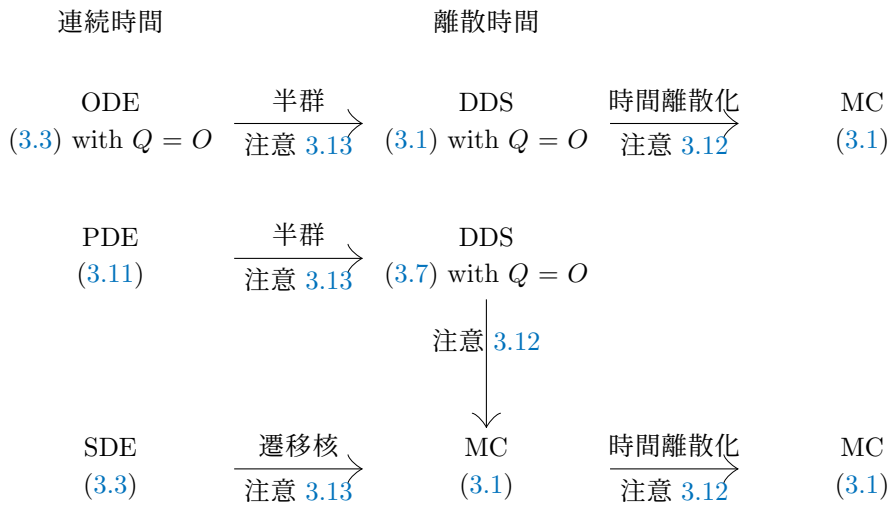 連続時間 離散時間
ODE 半群 DDS 時間離散化 MC
(3.3) with Q = O 注意 3.13 (3.1) with Q = O 注意 3.12 (3.1)
PDE 半群 DDS
(3.11) 注意 3.13 (3.7) with Q = O
注意 3.12
SDE 遷移核 MC 時間離散化 MC
(3.3) 注意 3.13 (3.1) 注意 3.12 (3.1)